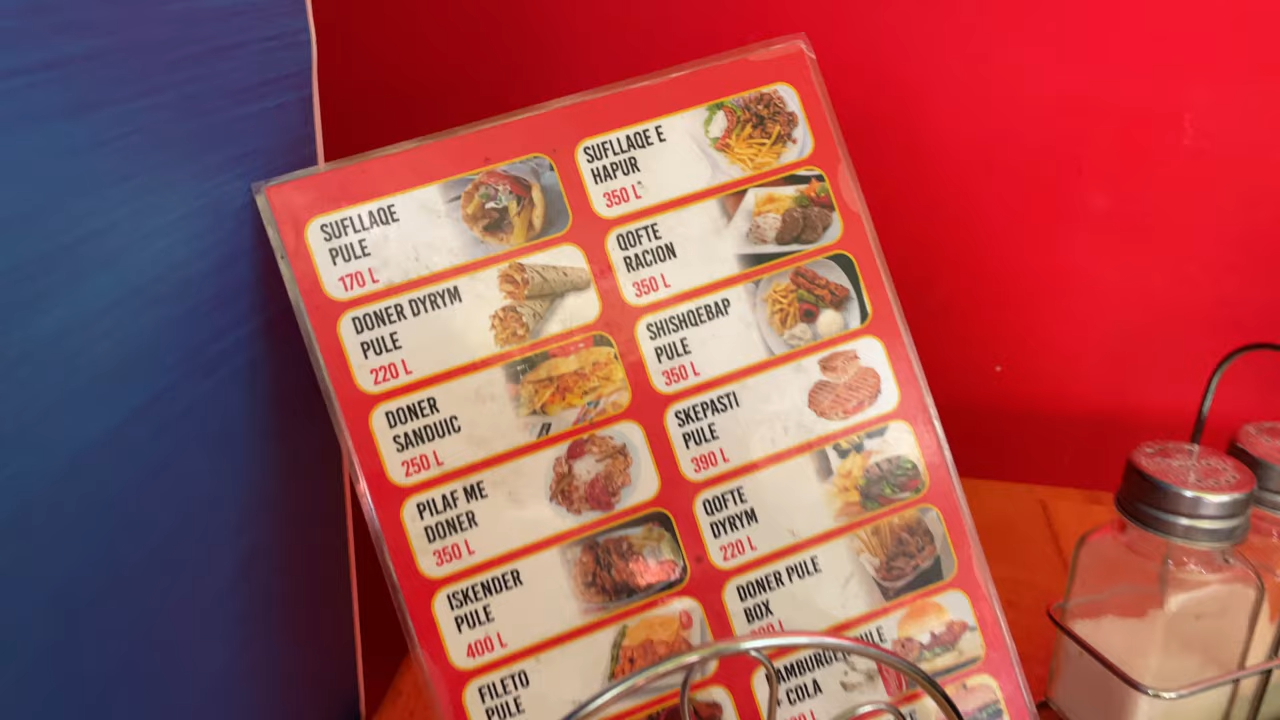 SUFLLAQE
PULE
170 L
DONER DYRYM
PULE
220 L
DONER
SANDUIC
250 L
PILAF ME
DONER
350 L
ISKENDER
PULE
400 L
FILETO
PULE
SUFLLAQE E
HAPUR
350 L
QOFTE
RACION
350 L
SHISHQEBAP
PULE
350 L
SKEPASTI
PULE
390 L
QOFTE
DYRYM
220 L
DONER PULE
BOX
HAMBURGER PULE
+ COLA